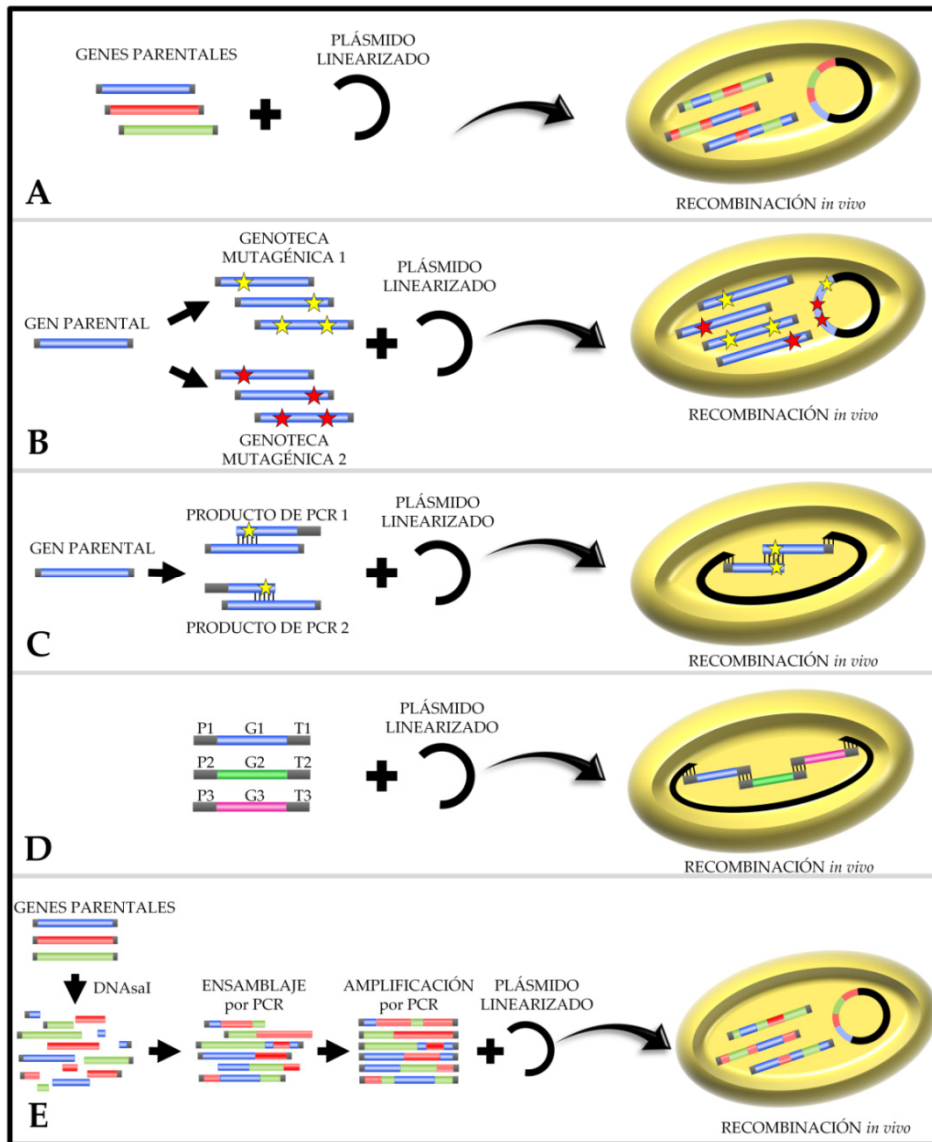 GENES PARENTALES
PLÁSMIDO
LINEARIZADO
RECOMBINACIÓN in vivo
A
GENOTECA
MUTAGÉNICA 1
PLÁSMIDO
LINEARIZADO
GEN PARENTAL
GENOTECA
MUTAGÉNICA 2
RECOMBINACIÓN in vivo
B
PRODUCTO DE PCR 1
PLÁSMIDO
LINEARIZADO
GEN PARENTAL
PRODUCTO DE PCR 2
RECOMBINACIÓN in vivo
C
PLÁSMIDO
LINEARIZADO
P1 G1 T1
P2 G2 T2
P3 G3 T3
RECOMBINACIÓN in vivo
D
GENES PARENTALES
DNAsaI
ENSAMBLAJE
por PCR
AMPLIFICACIÓN
por PCR
PLÁSMIDO
LINEARIZADO
RECOMBINACIÓN in vivo
E